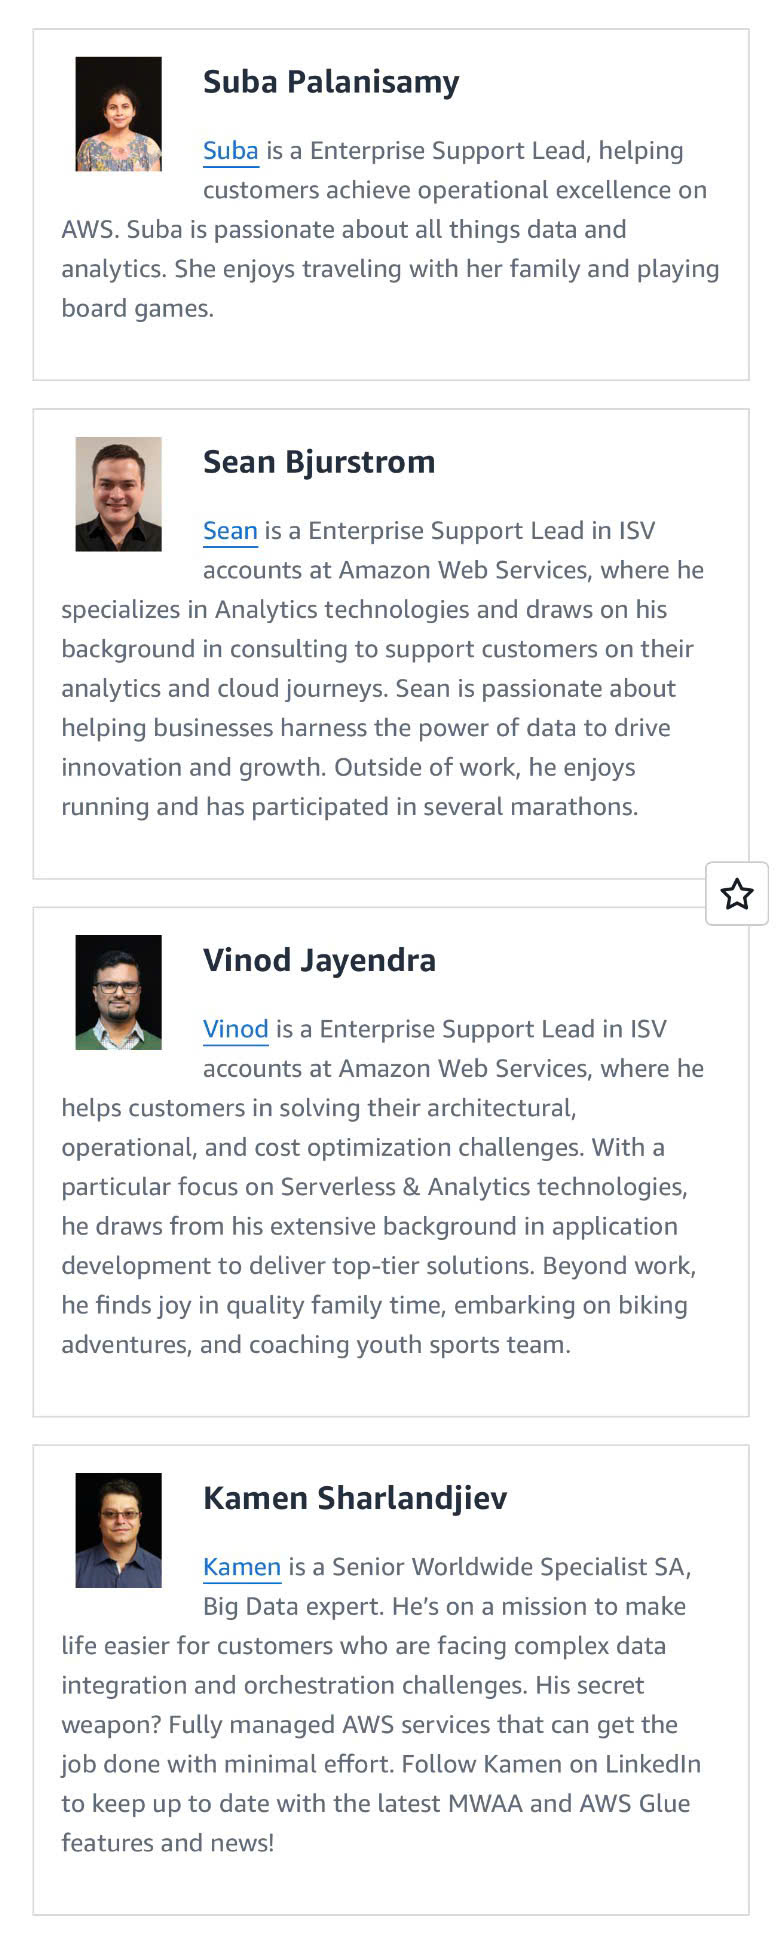 Suba Palanisamy
Suba is a Enterprise Support Lead, helping
customers achieve operational excellence on
AWS. Suba is passionate about all things data and
analytics. She enjoys traveling with her family and playing
board games.
Sean Bjurstrom
Sean is a Enterprise Support Lead in ISV
accounts at Amazon Web Services, where he
specializes in Analytics technologies and draws on his
background in consulting to support customers on their
analytics and cloud journeys. Sean is passionate about
helping businesses harness the power of data to drive
innovation and growth. Outside of work, he enjoys
running and has participated in several marathons.
Vinod Jayendra
Vinod is a Enterprise Support Lead in ISV
accounts at Amazon Web Services, where he
helps customers in solving their architectural,
operational, and cost optimization challenges. With a
particular focus on Serverless & Analytics technologies,
he draws from his extensive background in application
development to deliver top-tier solutions. Beyond work,
he finds joy in quality family time, embarking on biking
adventures, and coaching youth sports team.
Kamen Sharlandjiev
Kamen is a Senior Worldwide Specialist SA,
Big Data expert. He’s on a mission to make
life easier for customers who are facing complex data
integration and orchestration challenges. His secret
weapon? Fully managed AWS services that can get the
job done with minimal effort. Follow Kamen on LinkedIn
to keep up to date with the latest MWAA and AWS Glue
features and news!